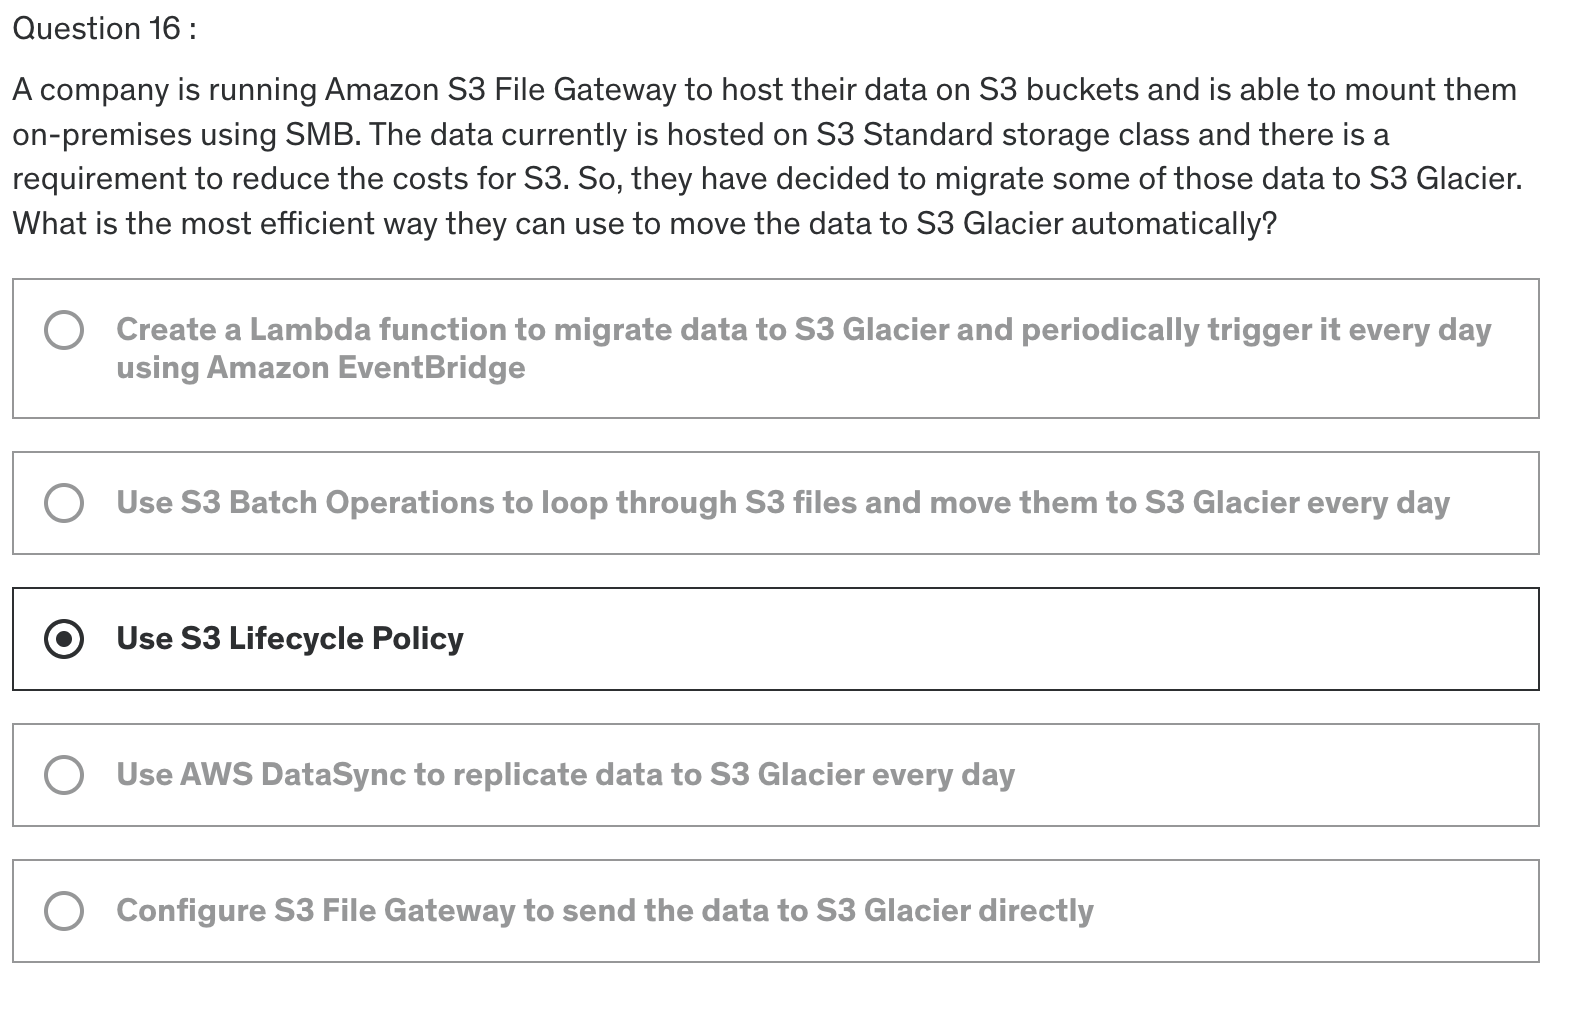 Question 16 :
A company is running Amazon S3 File Gateway to host their data on S3 buckets and is able to mount them
on-premises using SMB. The data currently is hosted on S3 Standard storage class and there is a
requirement to reduce the costs for S3. So, they have decided to migrate some of those data to S3 Glacier.
What is the most efficient way they can use to move the data to S3 Glacier automatically?
Create a Lambda function to migrate data to S3 Glacier and periodically trigger it every day
using Amazon EventBridge
Use S3 Batch Operations to loop through S3 files and move them to S3 Glacier every day
Use S3 Lifecycle Policy
Use AWS DataSync to replicate data to S3 Glacier every day
Configure S3 File Gateway to send the data to S3 Glacier directly